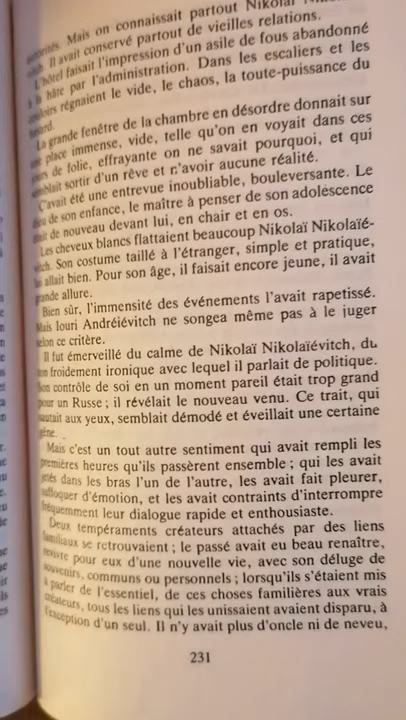 Mais on connaissait partout Nikolaï
Il avait conservé partout de vieilles relations.
L'hôtel faisait l'impression d'un asile de fous abandonné
à la hâte par l'administration. Dans les escaliers et les
régnaient le vide, le chaos, la toute-puissance du
La grande fenêtre de la chambre en désordre donnait sur
une place immense, vide, telle qu'on en voyait dans ces
jours de folie, effrayante on ne savait pourquoi, et qui
semblait sortir d'un rêve et n'avoir aucune réalité.
C'avait été une entrevue inoubliable, bouleversante. Le
dieu de son enfance, le maître à penser de son adolescence
était de nouveau devant lui, en chair et en os.
Les cheveux blancs flattaient beaucoup Nikolaï Nikolaïé-
vitch. Son costume taillé à l'étranger, simple et pratique,
lui allait bien. Pour son âge, il faisait encore jeune, il avait
grande allure.
Bien sûr, l'immensité des événements l'avait rapetissé.
Mais Iouri Andréiévitch ne songea même pas à le juger
selon ce critère.
Il fut émerveillé du calme de Nikolaï Nikolaïévitch, du
ton froidement ironique avec lequel il parlait de politique.
Son contrôle de soi en un moment pareil était trop grand
pour un Russe ; il révélait le nouveau venu. Ce trait, qui
sautait aux yeux, semblait démodé et éveillait une certaine
gêne.
Mais c'est un tout autre sentiment qui avait rempli les
premières heures qu'ils passèrent ensemble ; qui les avait
jetés dans les bras l'un de l'autre, les avait fait pleurer,
suffoquer d'émotion, et les avait contraints d'interrompre
fréquemment leur dialogue rapide et enthousiaste.
Deux tempéraments créateurs attachés par des liens
familiaux se retrouvaient ; le passé avait eu beau renaître,
revivre pour eux d'une nouvelle vie, avec son déluge de
souvenirs, communs ou personnels ; lorsqu'ils s'étaient mis
à parler de l'essentiel, de ces choses familières aux vrais
créateurs, tous les liens qui les unissaient avaient disparu, à
l'exception d'un seul. Il n'y avait plus d'oncle ni de neveu,
231